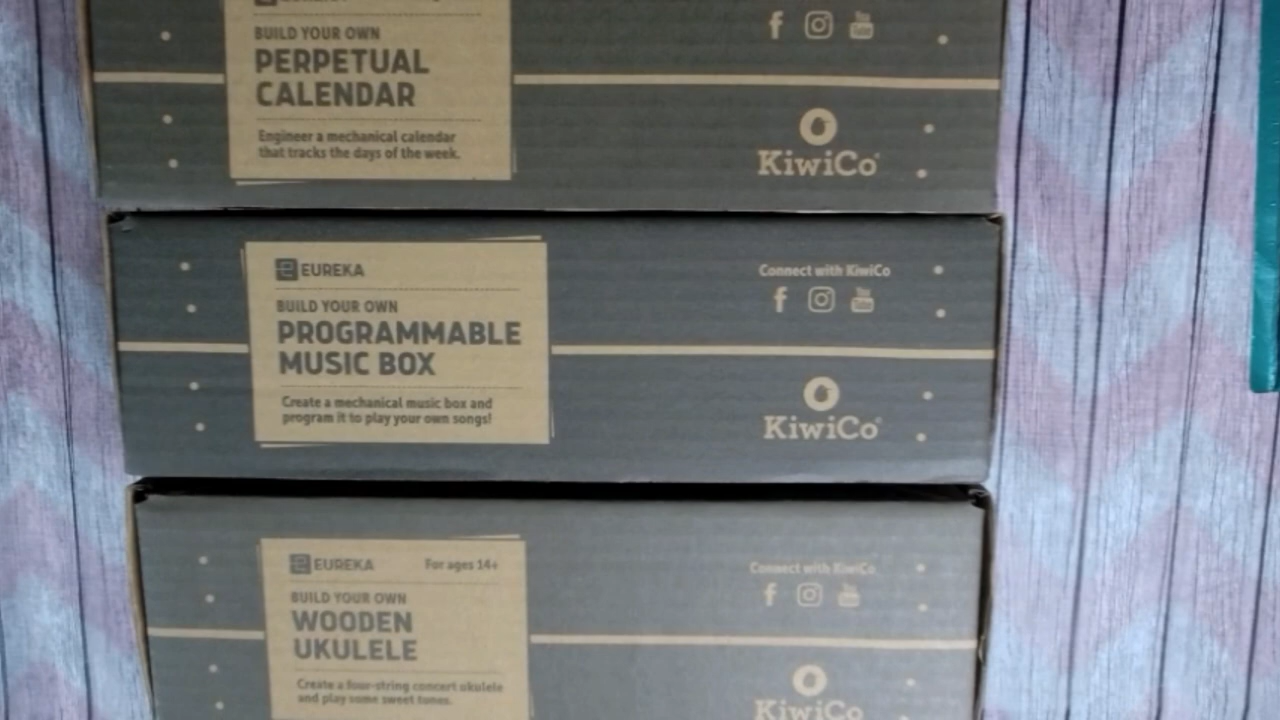 BUILD YOUR OWN
PERPETUAL
CALENDAR
Engineer a mechanical calendar
that tracks the days of the week.
KiwiCo
EUREKA
BUILD YOUR OWN
PROGRAMMABLE
MUSIC BOX
Create a mechanical music box and
program it to play your own songs!
Connect with KiwiCo
KiwiCo
EUREKA For ages 14+
BUILD YOUR OWN
WOODEN
UKULELE
Create a four-string concert ukulele
and play some sweet tunes.
Connect with KiwiCo
KiwiCo